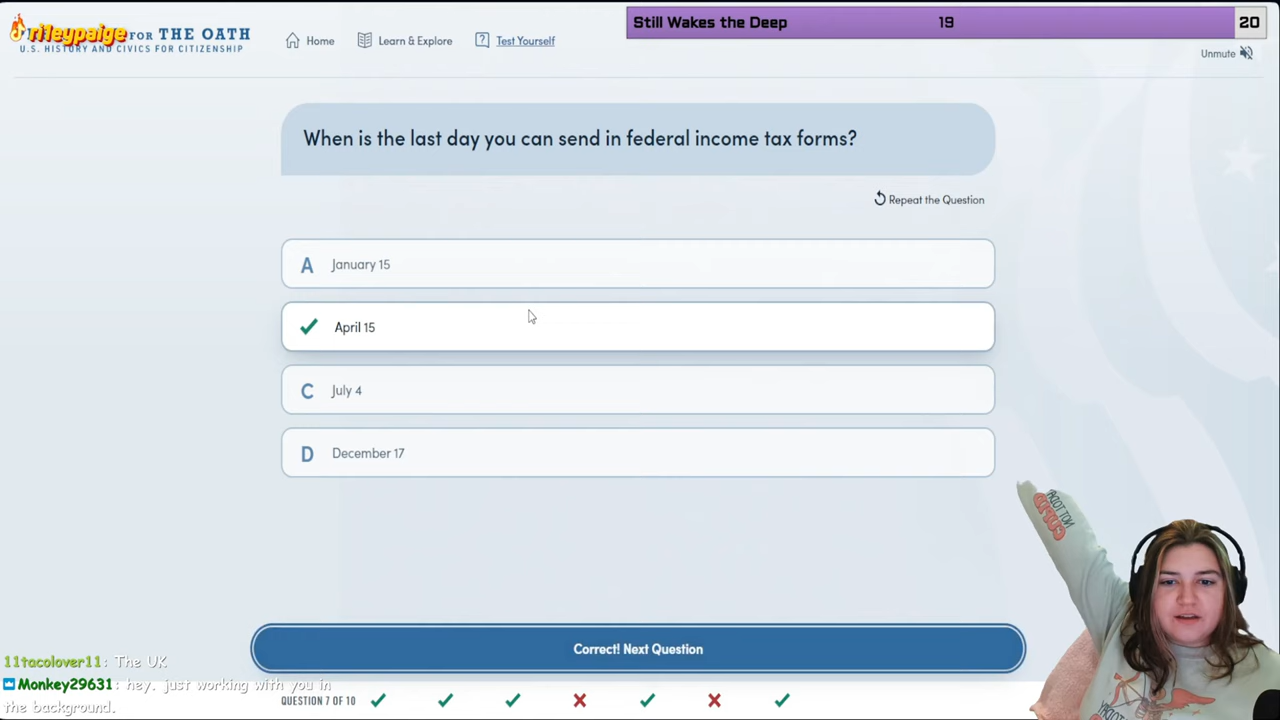 ri1eypaige FOR THE OATH
U.S. HISTORY AND CIVICS FOR CITIZENSHIP
Home
Learn & Explore
Test Yourself
Still Wakes the Deep 19 20
Unmute
When is the last day you can send in federal income tax forms?
Repeat the Question
A January 15
April 15
C July 4
D December 17
Correct! Next Question
11tacolover11: The UK
Monkey29631: hey. just working with you in
the background.
QUESTION 7 OF 10